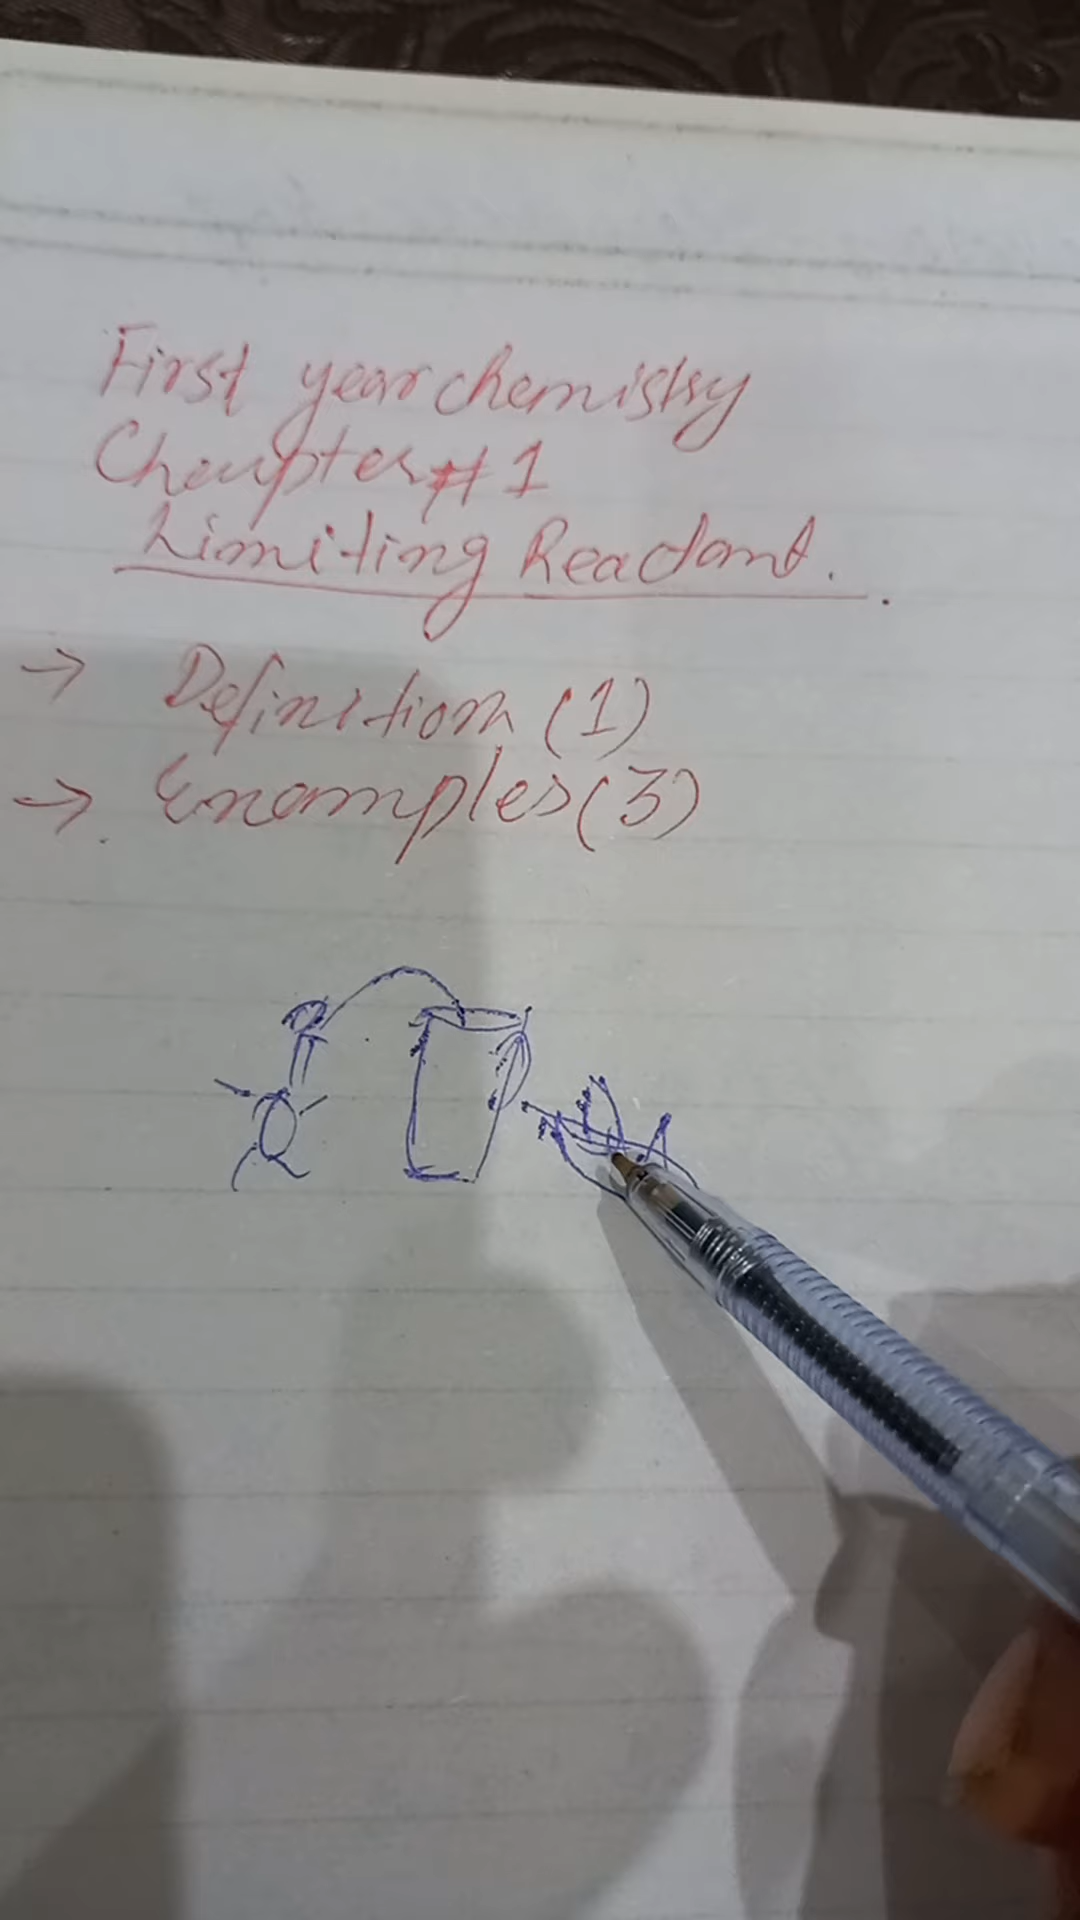 First year chemistry
Chapter # 1
Limiting Reactant.
→ Definition (1)
→ Examples (3)